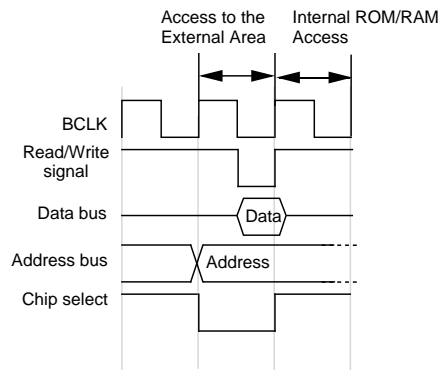 Access to the
External Area
Internal ROM/RAM
Access
BCLK
Read/Write
signal
Data bus
Data
Address bus
Address
Chip select